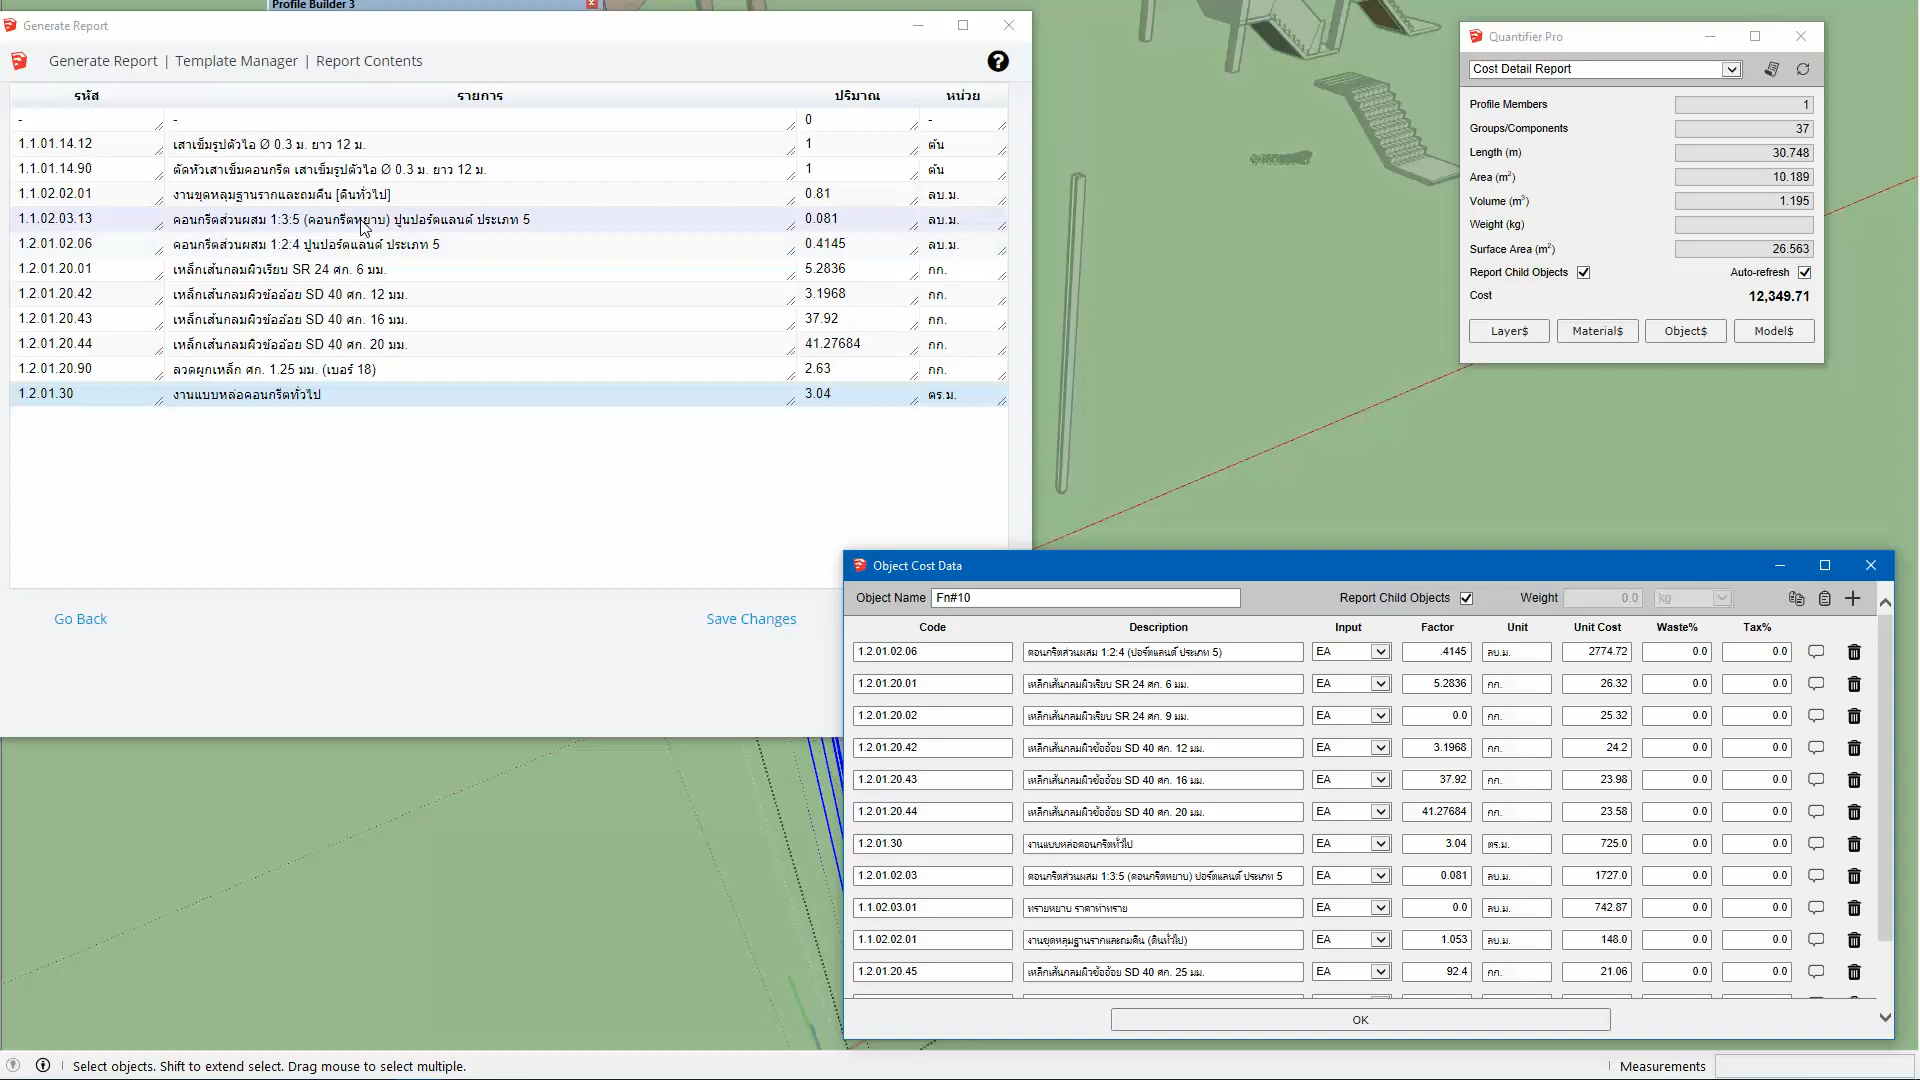 Profile Builder 3
Generate Report
Generate Report | Template Manager | Report Contents
รหัส รายการ ปริมาณ หน่วย
- - 0 -
1.1.01.14.12 เสาเข็มรูปตัวไอ Ø 0.3 ม. ยาว 12 ม. 1 ต้น
1.1.01.14.90 ตัดหัวเสาเข็มคอนกรีต เสาเข็มรูปตัวไอ Ø 0.3 ม. ยาว 12 ม. 1 ต้น
1.1.02.02.01 งานขุดหลุมฐานรากและถมคืน [ดินทั่วไป] 0.81 ลบ.ม.
1.1.02.03.13 คอนกรีตส่วนผสม 1:3:5 (คอนกรีตหยาบ) ปูนปอร์ตแลนด์ ประเภท 5 0.081 ลบ.ม.
1.2.01.02.06 คอนกรีตส่วนผสม 1:2:4 ปูนปอร์ตแลนด์ ประเภท 5 0.4145 ลบ.ม.
1.2.01.20.01 เหล็กเส้นกลมผิวเรียบ SR 24 ศก. 6 มม. 5.2836 กก.
1.2.01.20.42 เหล็กเส้นกลมผิวข้ออ้อย SD 40 ศก. 12 มม. 3.1968 กก.
1.2.01.20.43 เหล็กเส้นกลมผิวข้ออ้อย SD 40 ศก. 16 มม. 37.92 กก.
1.2.01.20.44 เหล็กเส้นกลมผิวข้ออ้อย SD 40 ศก. 20 มม. 41.27684 กก.
1.2.01.20.90 ลวดผูกเหล็ก ศก. 1.25 มม. (เบอร์ 18) 2.63 กก.
1.2.01.30 งานแบบหล่อคอนกรีตทั่วไป 3.04 ตร.ม.
Go Back Save Changes
Quantifier Pro
Cost Detail Report
Profile Members 1
Groups/Components 37
Length (m) 30.748
Area (m²) 10.189
Volume (m³) 1.195
Weight (kg)
Surface Area (m²) 26.563
Report Child Objects Auto-refresh
Cost 12,349.71
Layer$ Material$ Object$ Model$
Object Cost Data
Object Name Fn#10 Report Child Objects Weight 0.0 kg
Code Description Input Factor Unit Unit Cost Waste% Tax%
1.2.01.02.06 คอนกรีตส่วนผสม 1:2:4 (ปอร์ตแลนด์ ประเภท 5) EA .4145 ลบ.ม. 2774.72 0.0 0.0
1.2.01.20.01 เหล็กเส้นกลมผิวเรียบ SR 24 ศก. 6 มม. EA 5.2836 กก. 26.32 0.0 0.0
1.2.01.20.02 เหล็กเส้นกลมผิวเรียบ SR 24 ศก. 9 มม. EA 0.0 กก. 25.32 0.0 0.0
1.2.01.20.42 เหล็กเส้นกลมผิวข้ออ้อย SD 40 ศก. 12 มม. EA 3.1968 กก. 24.2 0.0 0.0
1.2.01.20.43 เหล็กเส้นกลมผิวข้ออ้อย SD 40 ศก. 16 มม. EA 37.92 กก. 23.98 0.0 0.0
1.2.01.20.44 เหล็กเส้นกลมผิวข้ออ้อย SD 40 ศก. 20 มม. EA 41.27684 กก. 23.58 0.0 0.0
1.2.01.30 งานแบบหล่อคอนกรีตทั่วไป EA 3.04 ตร.ม. 725.0 0.0 0.0
1.2.01.02.03 คอนกรีตส่วนผสม 1:3:5 (คอนกรีตหยาบ) ปอร์ตแลนด์ ประเภท 5 EA 0.081 ลบ.ม. 1727.0 0.0 0.0
1.1.02.03.01 ทรายหยาบ ราคาท่าทราย EA 0.0 ลบ.ม. 742.87 0.0 0.0
1.1.02.02.01 งานขุดหลุมฐานรากและถมคืน (ดินทั่วไป) EA 1.053 ลบ.ม. 148.0 0.0 0.0
1.2.01.20.45 เหล็กเส้นกลมผิวข้ออ้อย SD 40 ศก. 25 มม. EA 92.4 กก. 21.06 0.0 0.0
OK
Select objects. Shift to extend select. Drag mouse to select multiple. Measurements